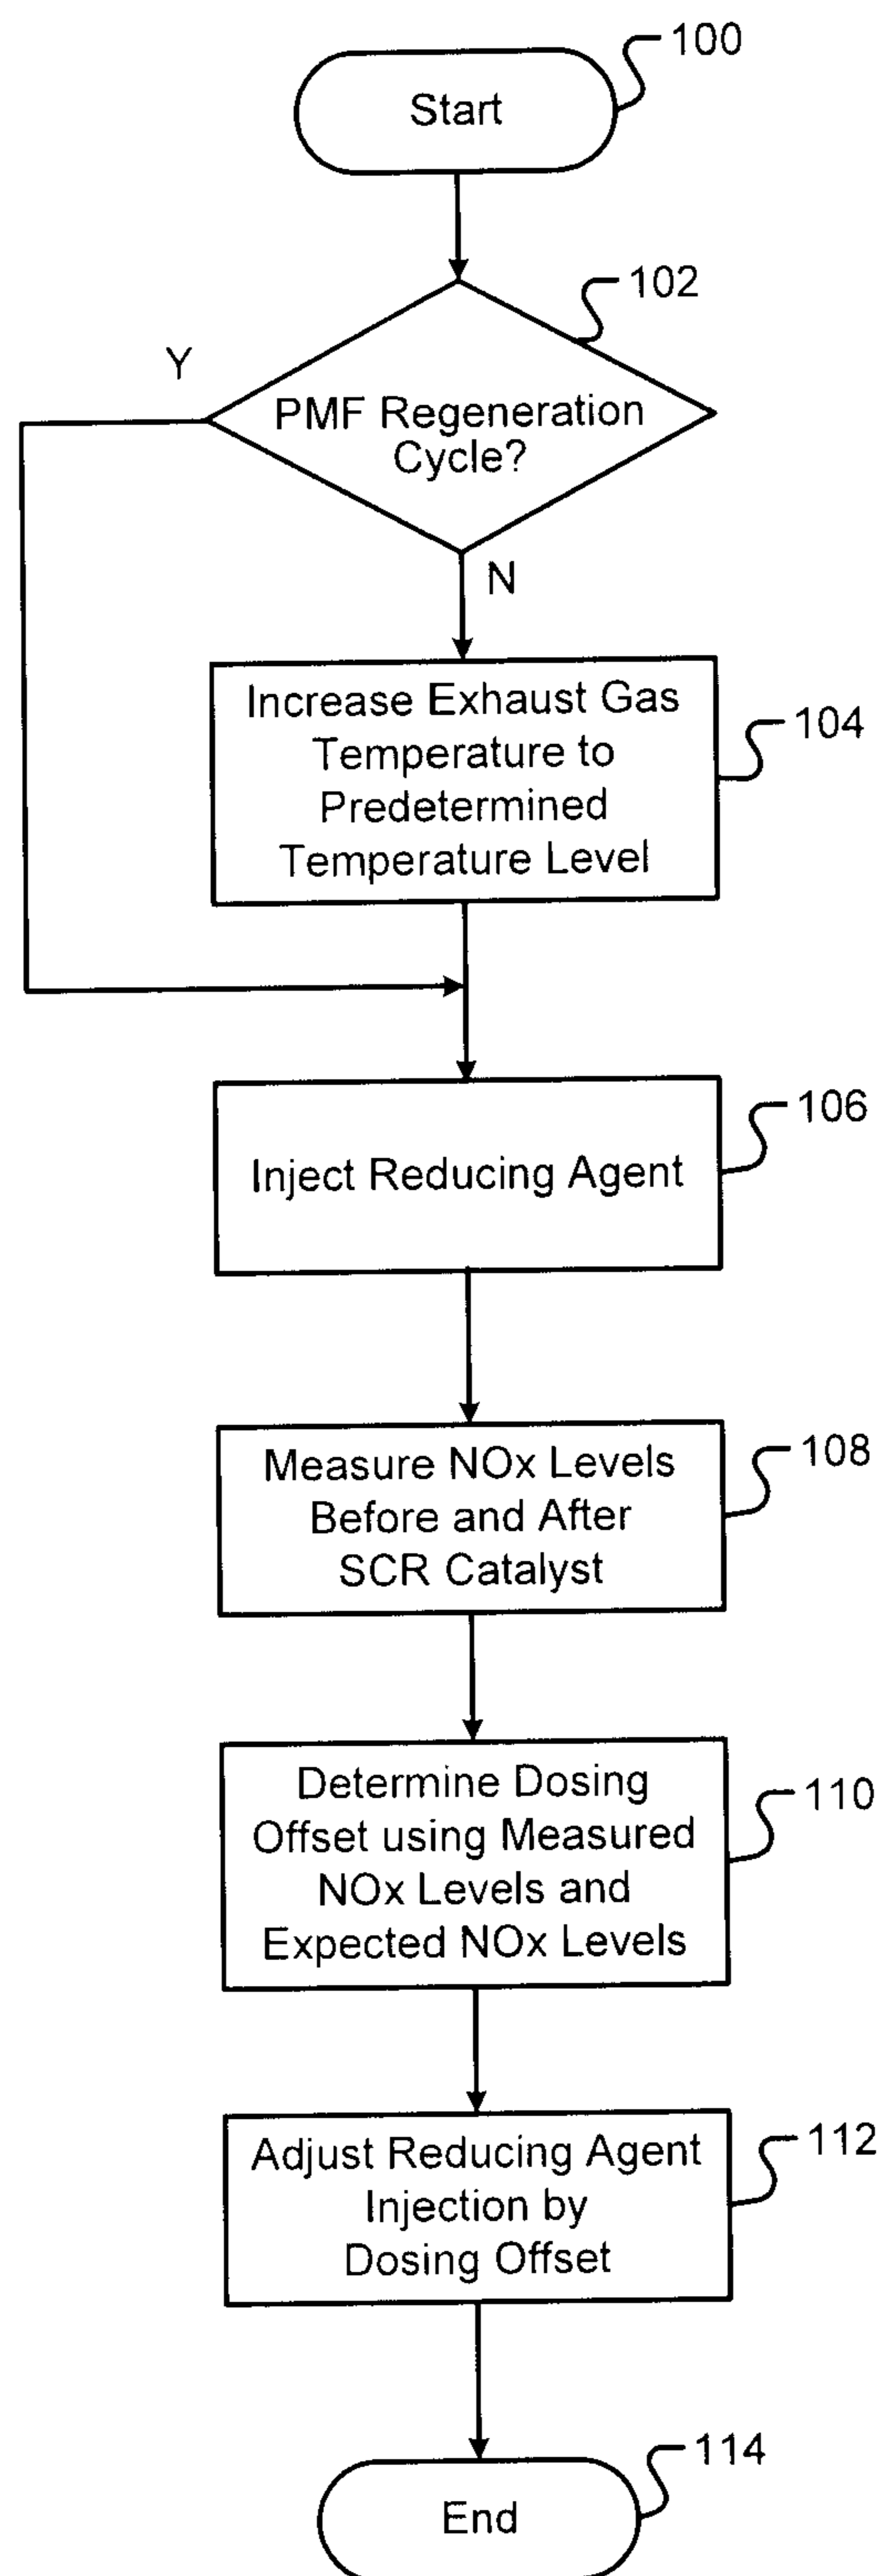 100
Start
102
Y
PMF Regeneration
Cycle?
N
Increase Exhaust Gas
Temperature to
Predetermined
Temperature Level
104
106
Inject Reducing Agent
108
Measure NOx Levels
Before and After
SCR Catalyst
110
Determine Dosing
Offset using Measured
NOx Levels and
Expected NOx Levels
112
Adjust Reducing Agent
Injection by
Dosing Offset
114
End